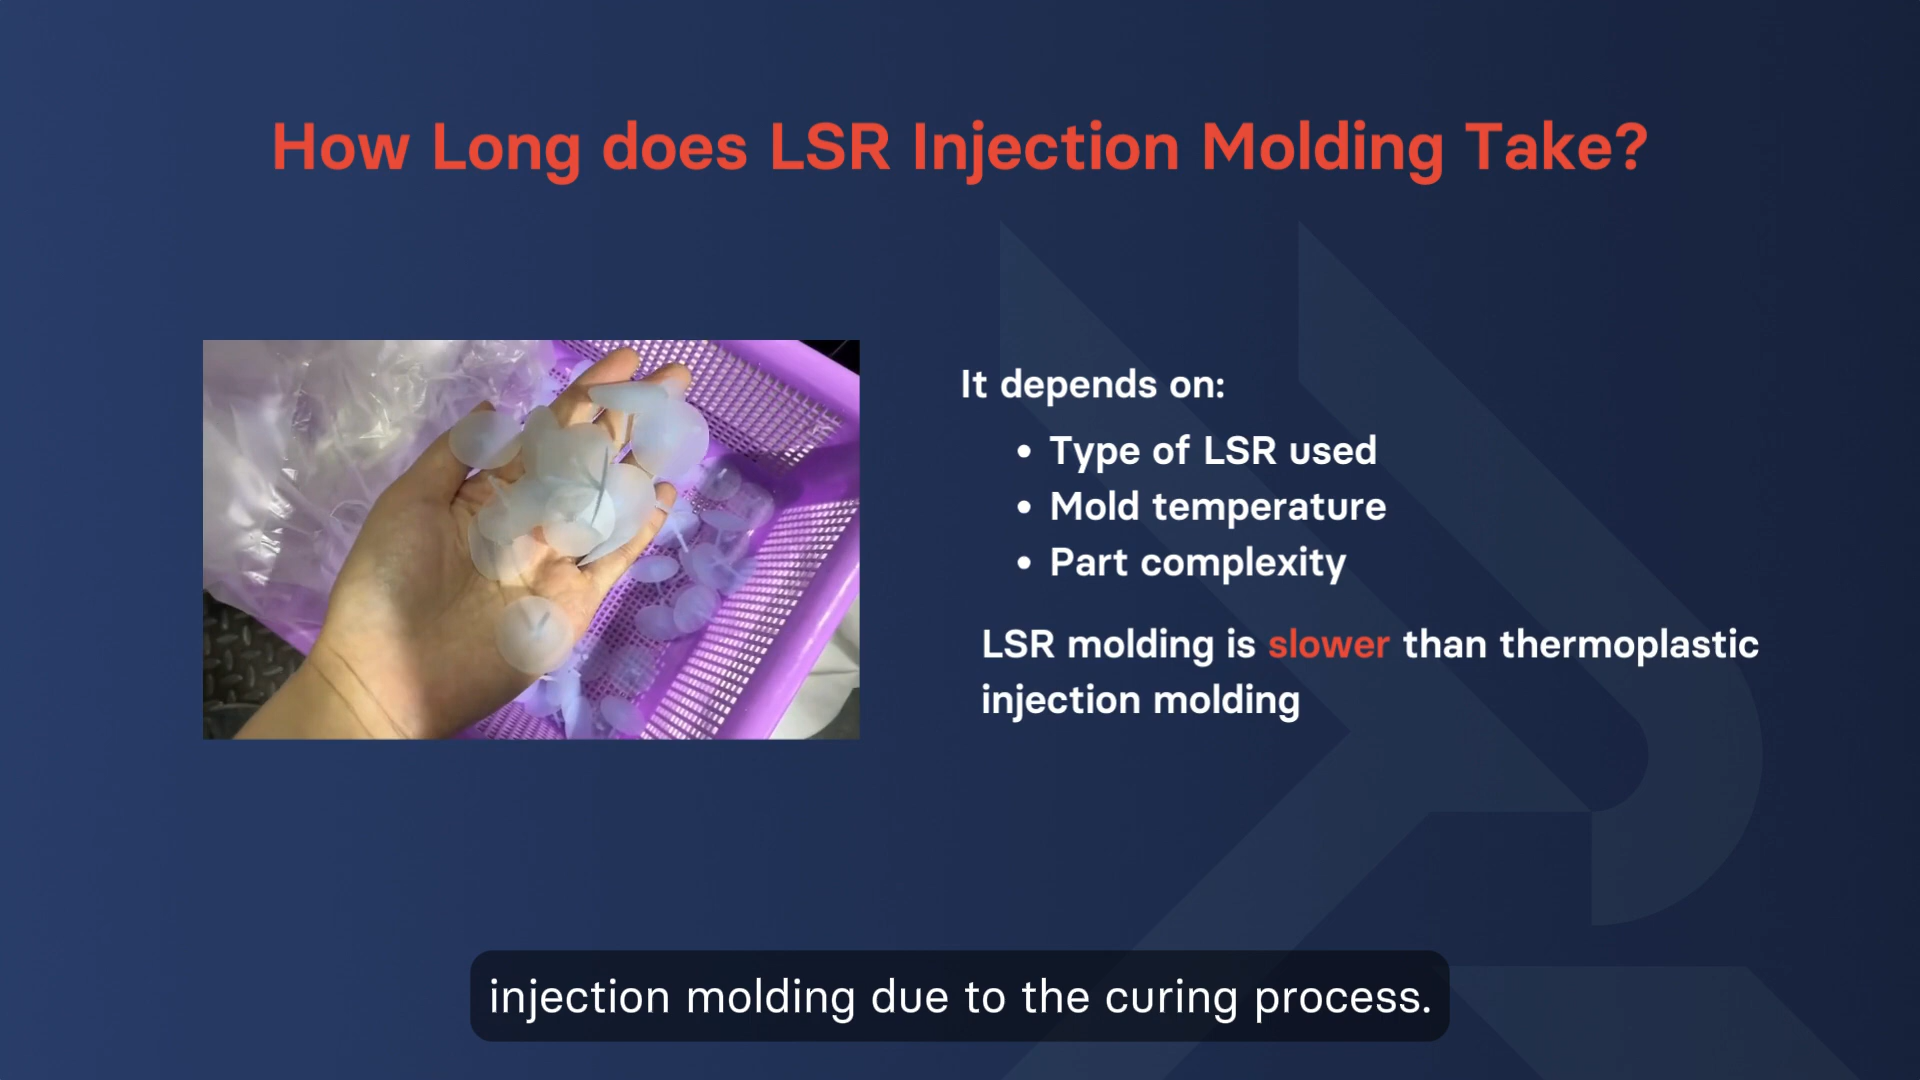 How Long does LSR Injection Molding Take?
It depends on:
• Type of LSR used
• Mold temperature
• Part complexity
LSR molding is slower than thermoplastic
injection molding
injection molding due to the curing process.